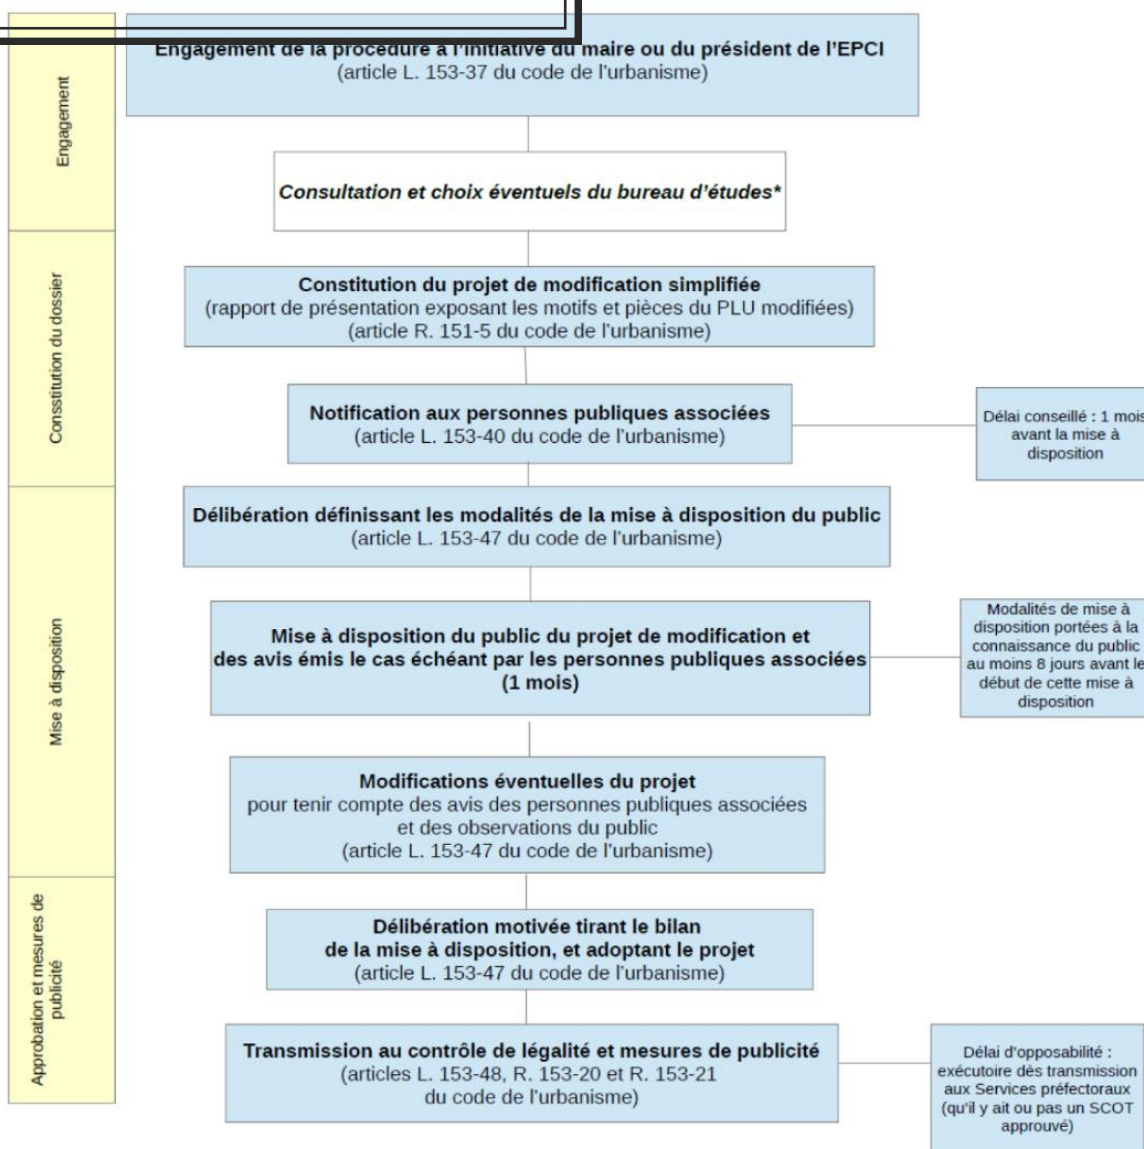 Engagement de la procédure à l'initiative du maire ou du président de l'EPCI
(article L. 153-37 du code de l'urbanisme)
Engagement
Consultation et choix éventuels du bureau d'études*
Consstitution du dossier
Constitution du projet de modification simplifiée
(rapport de présentation exposant les motifs et pièces du PLU modifiées)
(article R. 151-5 du code de l'urbanisme)
Notification aux personnes publiques associées
(article L. 153-40 du code de l'urbanisme)
Délai conseillé : 1 mois
avant la mise à
disposition
Mise à disposition
Délibération définissant les modalités de la mise à disposition du public
(article L. 153-47 du code de l'urbanisme)
Mise à disposition du public du projet de modification et
des avis émis le cas échéant par les personnes publiques associées
(1 mois)
Modalités de mise à
disposition portées à la
connaissance du public
au moins 8 jours avant le
début de cette mise à
disposition
Modifications éventuelles du projet
pour tenir compte des avis des personnes publiques associées
et des observations du public
(article L. 153-47 du code de l'urbanisme)
Approbation et mesures de
publicité
Délibération motivée tirant le bilan
de la mise à disposition, et adoptant le projet
(article L. 153-47 du code de l'urbanisme)
Transmission au contrôle de légalité et mesures de publicité
(articles L. 153-48, R. 153-20 et R. 153-21
du code de l'urbanisme)
Délai d'opposabilité :
exécutoire dès transmission
aux Services préfectoraux
(qu'il y ait ou pas un SCOT
approuvé)